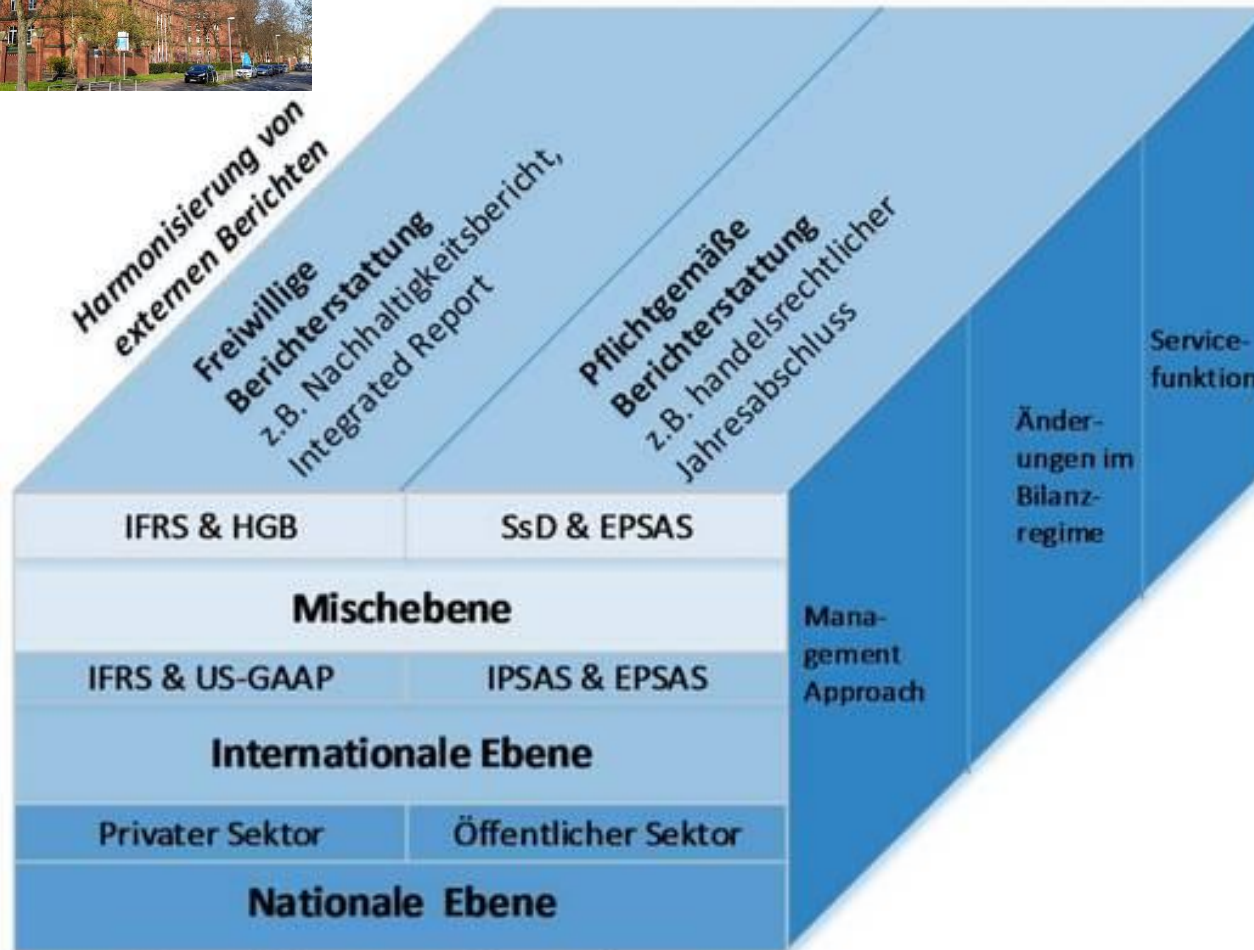 Harmonisierung von
externen Berichten
Freiwillige
Berichterstattung
z.B. Nachhaltigkeitsbericht,
Integrated Report
Pflichtgemäße
Berichterstattung
z.B. handelsrechtlicher
Jahresabschluss
IFRS & HGB
SsD & EPSAS
Mischebene
IFRS & US-GAAP
IPSAS & EPSAS
Internationale Ebene
Privater Sektor
Öffentlicher Sektor
Nationale Ebene
Mana-
gement
Approach
Änder-
ungen im
Bilanz-
regime
Service-
funktion